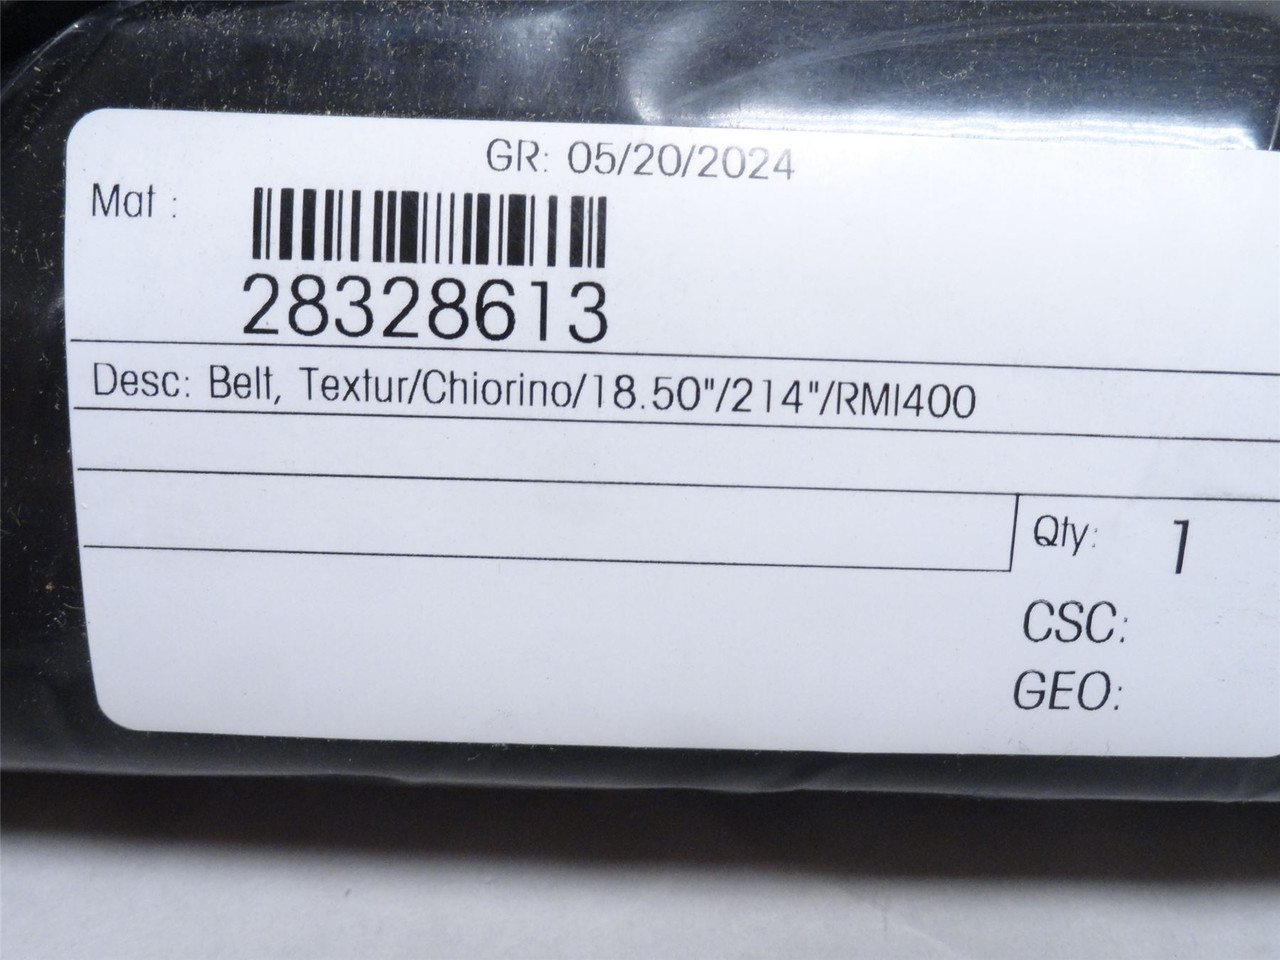 GR: 05/20/2024
Mat :
28328613
Desc: Belt, Textur/Chiorino/18.50"/214"/RMI400
Qty: 1
CSC:
GEO: